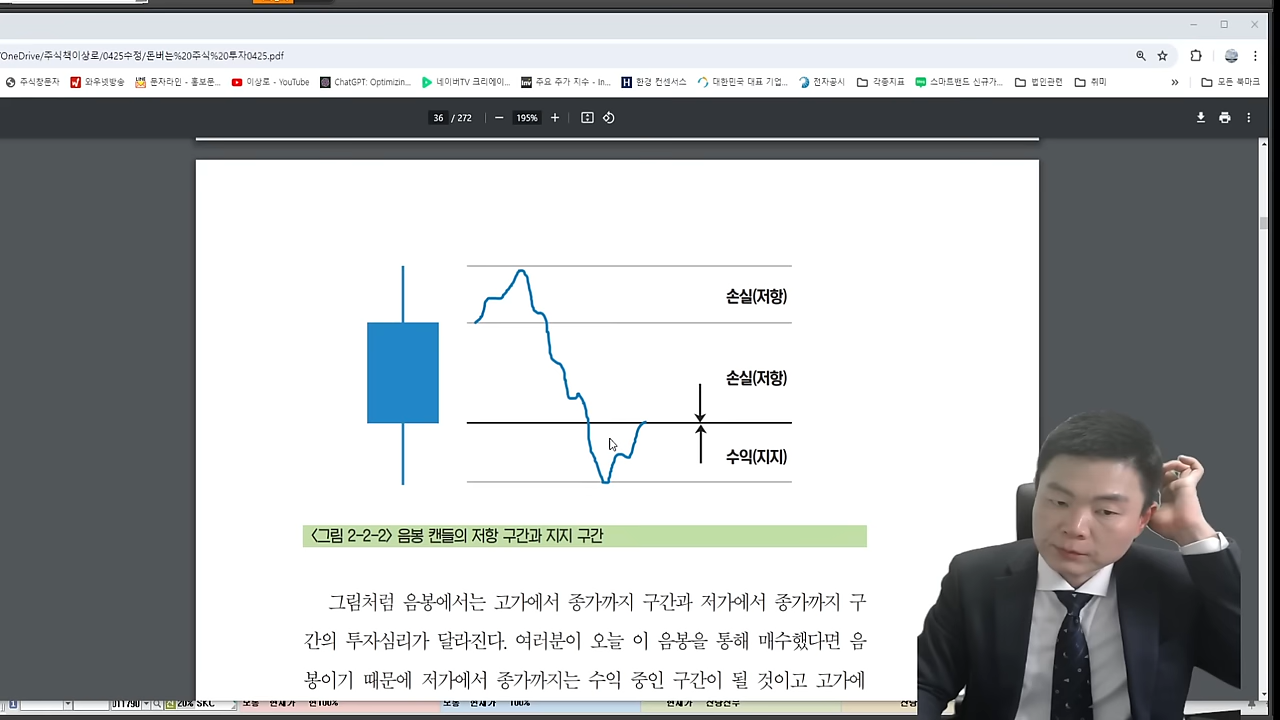 /OneDrive/주식책이상로/0425수정/돈버는%20주식%20투자0425.pdf
주식창문자 와우넷방송 문자라인 - 홍보문... 이상로 - YouTube ChatGPT: Optimizin... 네이버TV 크리에이... 주요 주가 지수 - In... 한경 컨센서스 대한민국 대표 기업... 전자공시 각종지표 스마트밴드 신규가... 법인관련 취미 » 모든 북마크
36 / 272 − 195% +
손실(저항)
손실(저항)
수익(지지)
<그림 2-2-2> 음봉 캔들의 저항 구간과 지지 구간
그림처럼 음봉에서는 고가에서 종가까지 구간과 저가에서 종가까지 구
간의 투자심리가 달라진다. 여러분이 오늘 이 음봉을 통해 매수했다면 음
봉이기 때문에 저가에서 종가까지는 수익 중인 구간이 될 것이고 고가에
011790 20% SKC